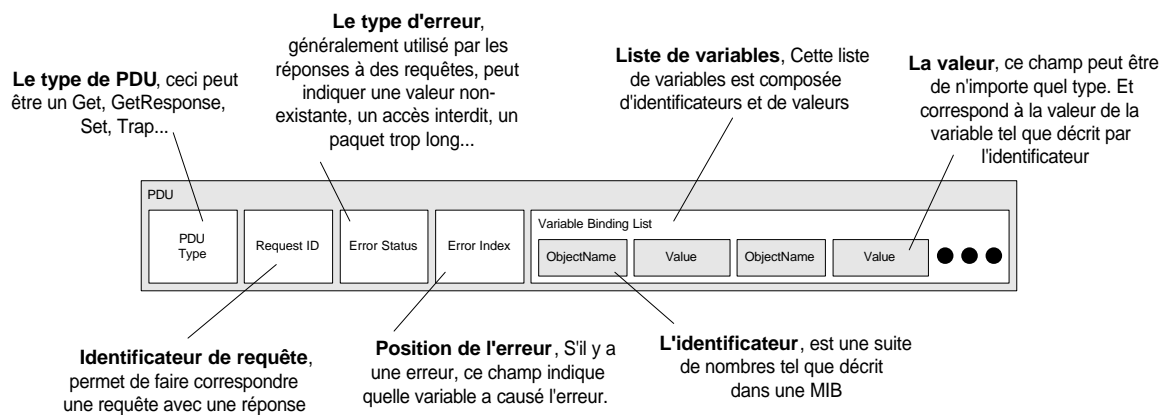 Le type d'erreur,
généralement utilisé par les
réponses à des requêtes, peut
indiquer une valeur non-
existante, un accès interdit, un
paquet trop long...
Liste de variables, Cette liste
de variables est composée
d'identificateurs et de valeurs
La valeur, ce champ peut être
de n'importe quel type. Et
correspond à la valeur de la
variable tel que décrit par
l'identificateur
Le type de PDU, ceci peut
être un Get, GetResponse,
Set, Trap...
PDU
PDU
Type
Request ID
Error Status
Error Index
Variable Binding List
ObjectName
Value
ObjectName
Value
Identificateur de requête,
permet de faire correspondre
une requête avec une réponse
Position de l'erreur, S'il y a
une erreur, ce champ indique
quelle variable a causé l'erreur.
L'identificateur, est une suite
de nombres tel que décrit
dans une MIB